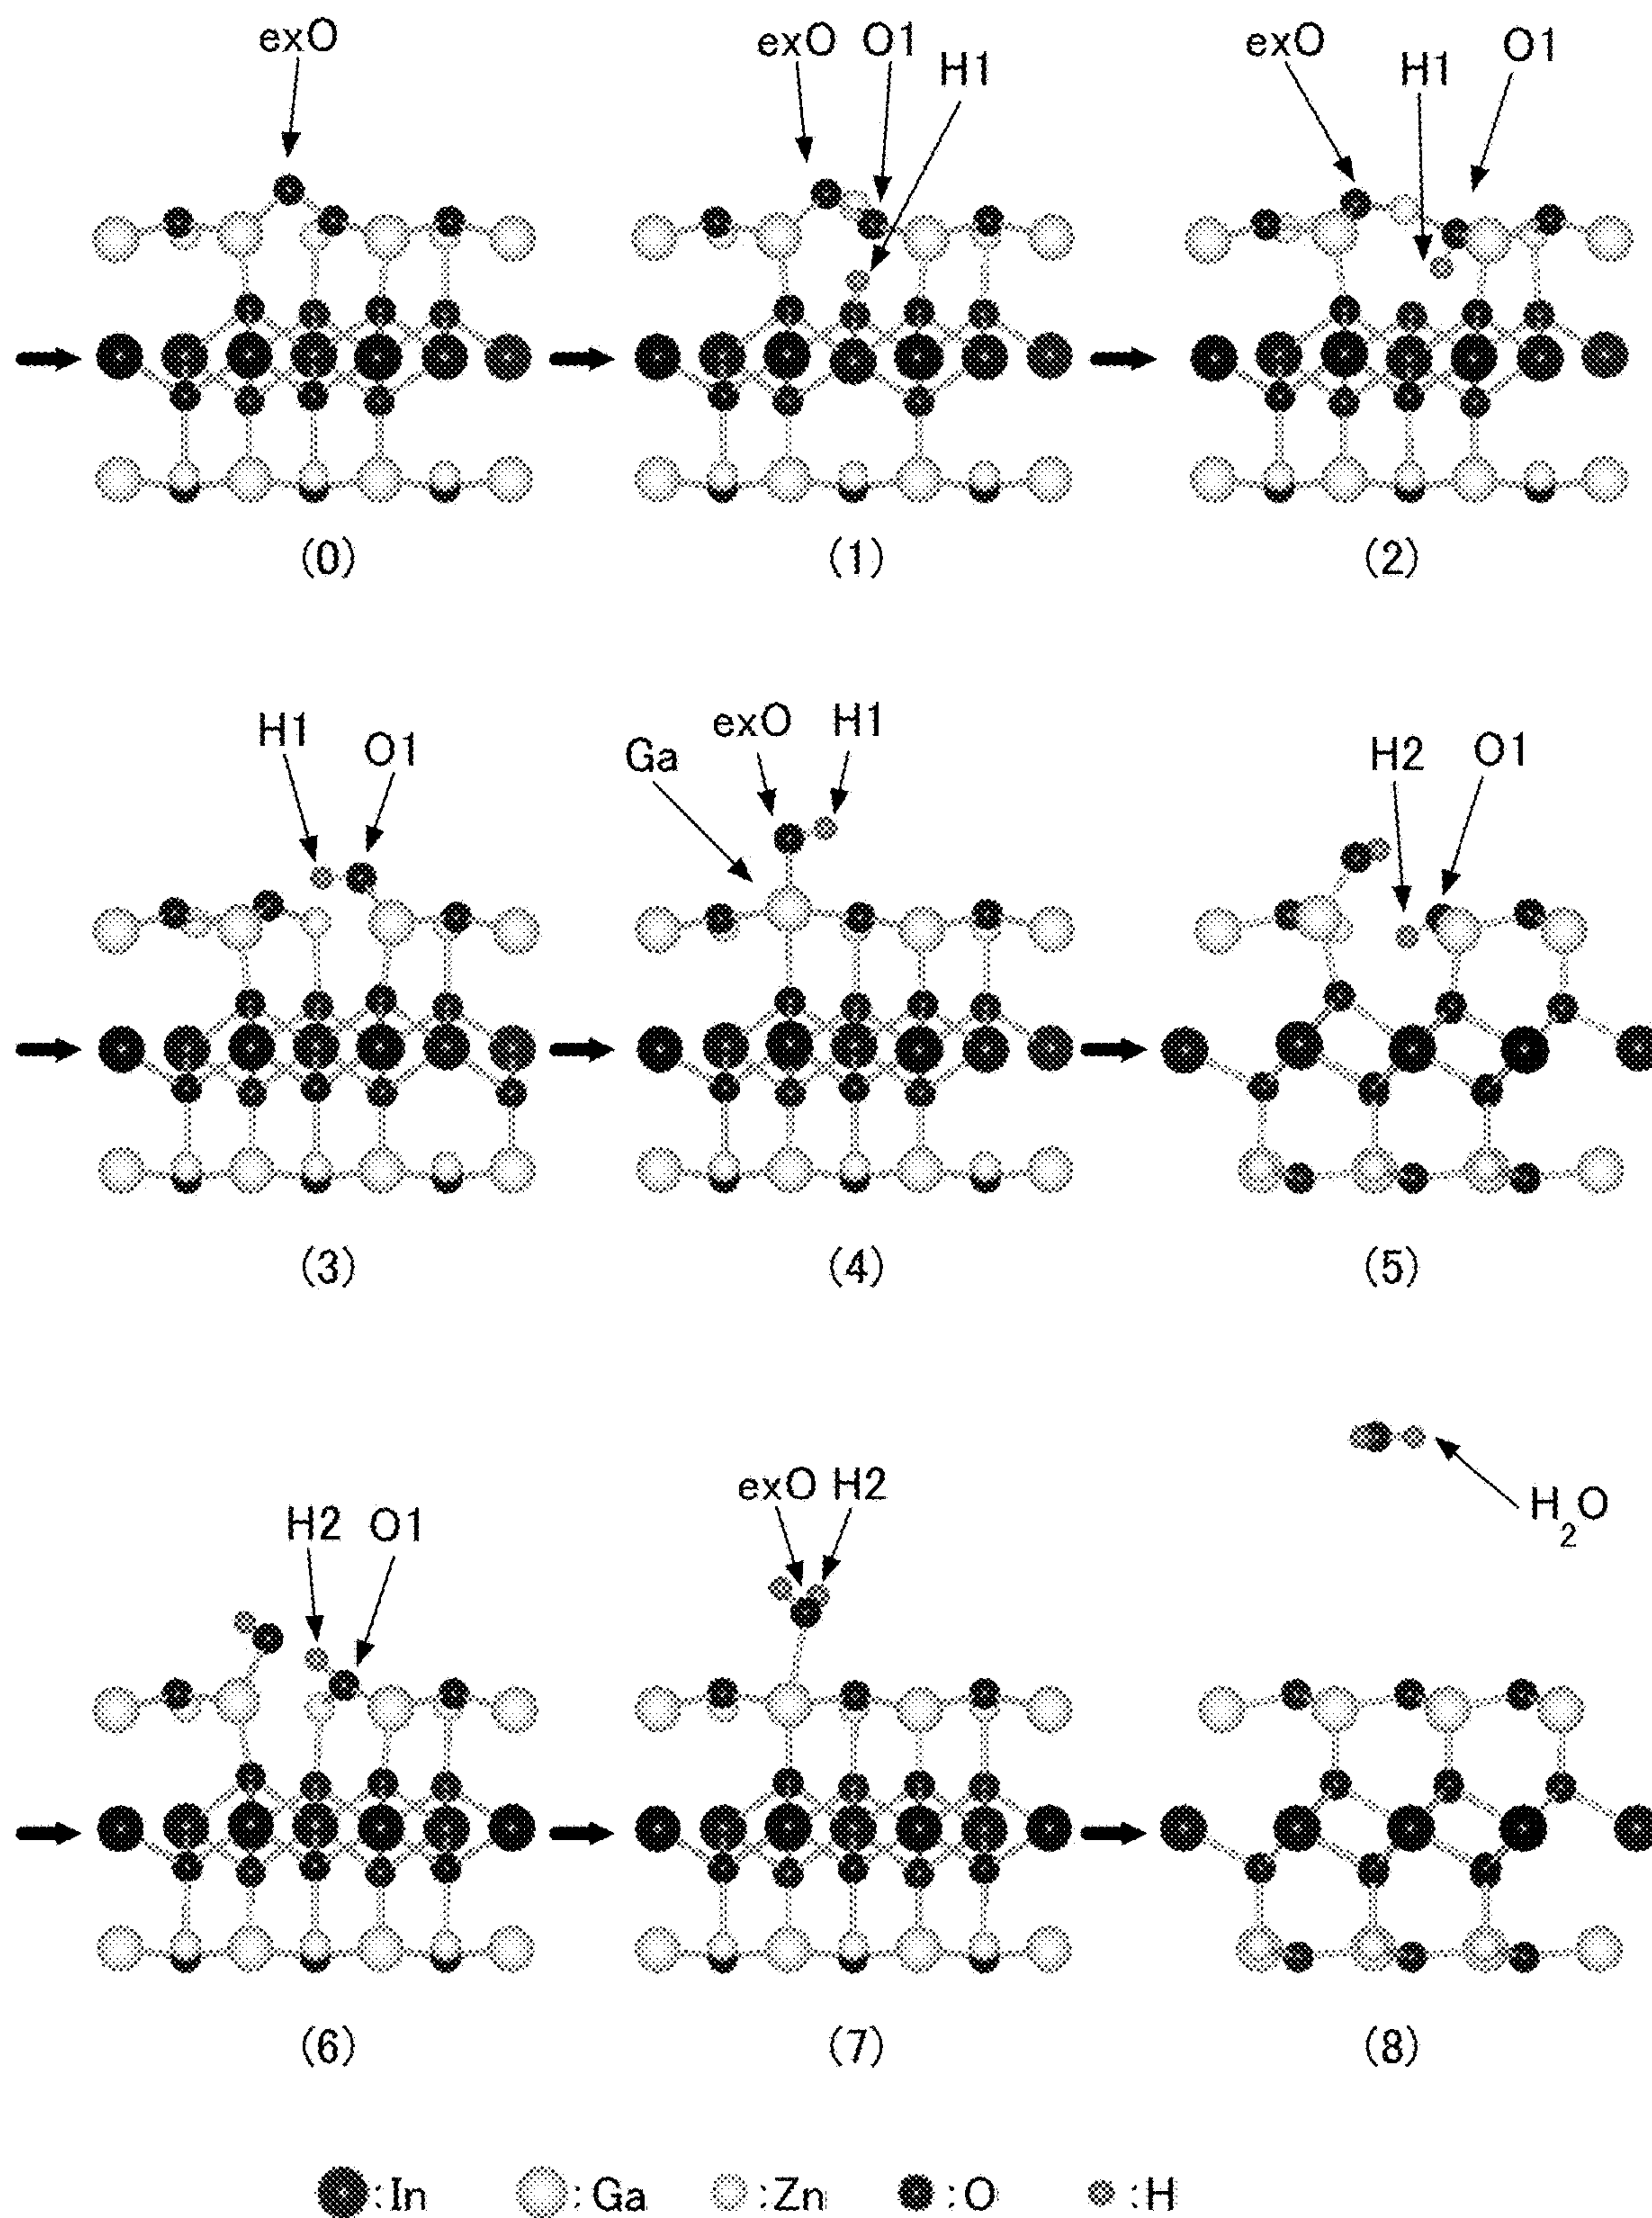 exO
exO O1
H1
exO
H1
O1
(0)
(1)
(2)
H1
O1
Ga
exO H1
H2
O1
(3)
(4)
(5)
H2 O1
exO H2
H₂O
(6)
(7)
(8)
:In :Ga :Zn :O :H